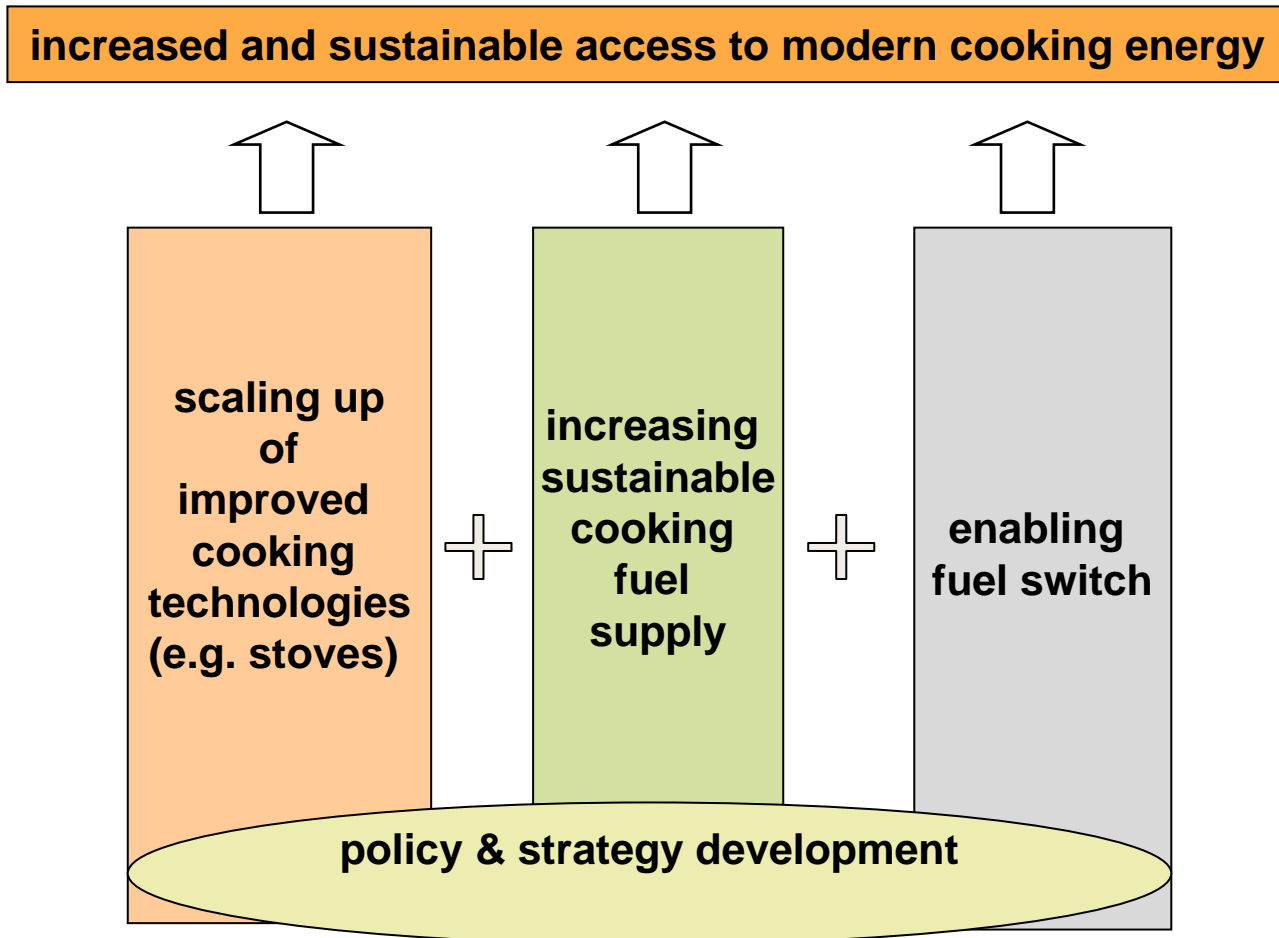 increased and sustainable access to modern cooking energy
scaling up
of
improved
cooking
technologies
(e.g. stoves)
increasing
sustainable
cooking
fuel
supply
enabling
fuel switch
policy & strategy development